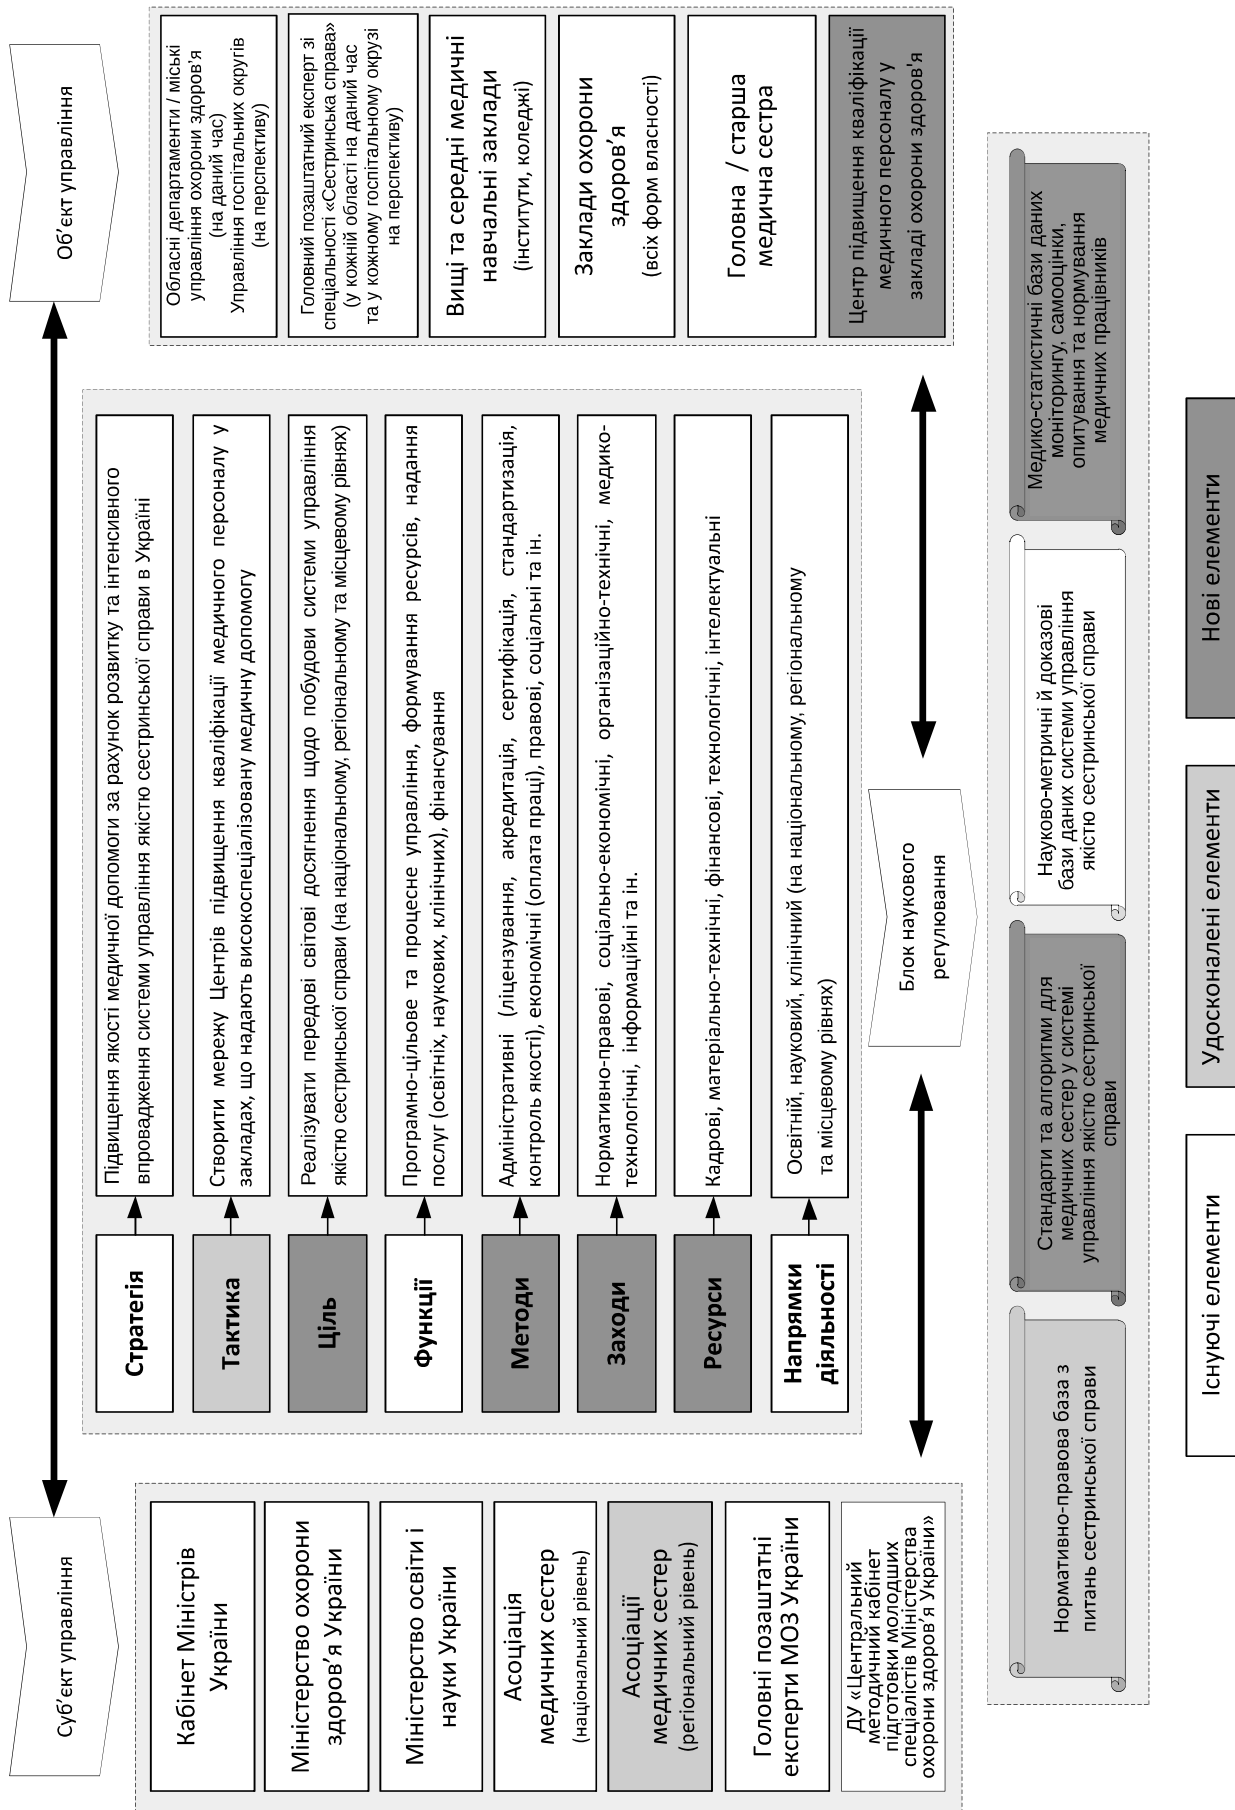 Суб’єкт управління
Об’єкт управління
Кабінет Міністрів
України
Міністерство охорони
здоров’я України
Міністерство освіти і
науки України
Асоціація
медичних сестер
(національний рівень)
Асоціації
медичних сестер
(регіональний рівень)
Головні позаштатні
експерти МОЗ України
ДУ «Центральний
методичний кабінет
підготовки молодших
спеціалістів Міністерства
охорони здоров’я України»
Стратегія
Підвищення якості медичної допомоги за рахунок розвитку та інтенсивного
впровадження системи управління якістю сестринської справи в Україні
Тактика
Створити мережу Центрів підвищення кваліфікації медичного персоналу у
закладах, що надають високоспеціалізовану медичну допомогу
Ціль
Реалізувати передові світові досягнення щодо побудови системи управління
якістю сестринської справи (на національному, регіональному та місцевому рівнях)
Функції
Програмно-цільове та процесне управління, формування ресурсів, надання
послуг (освітніх, наукових, клінічних), фінансування
Методи
Адміністративні (ліцензування, акредитація, сертифікація, стандартизація,
контроль якості), економічні (оплата праці), правові, соціальні та ін.
Заходи
Нормативно-правові, соціально-економічні, організаційно-технічні, медико-
технологічні, інформаційні та ін.
Ресурси
Кадрові, матеріально-технічні, фінансові, технологічні, інтелектуальні
Напрямки
діяльності
Освітній, науковий, клінічний (на національному, регіональному
та місцевому рівнях)
Обласні департаменти / міські
управління охорони здоров’я
(на даний час)
Управління госпітальних округів
(на перспективу)
Головний позаштатний експерт зі
спеціальності «Сестринська справа»
(у кожній області на даний час
та у кожному госпітальному окрузі
на перспективу)
Вищі та середні медичні
навчальні заклади
(інститути, коледжі)
Заклади охорони
здоров’я
(всіх форм власності)
Головна / старша
медична сестра
Центр підвищення кваліфікації
медичного персоналу у
закладі охорони здоров’я
Блок наукового
регулювання
Нормативно-правова база з
питань сестринської справи
Стандарти та алгоритми для
медичних сестер у системі
управління якістю сестринської
справи
Науково-метричні й доказові
бази даних системи управління
якістю сестринської справи
Медико-статистичні бази даних
моніторингу, самооцінки,
опитування та нормування
медичних працівників
Існуючі елементи
Удосконалені елементи
Нові елементи